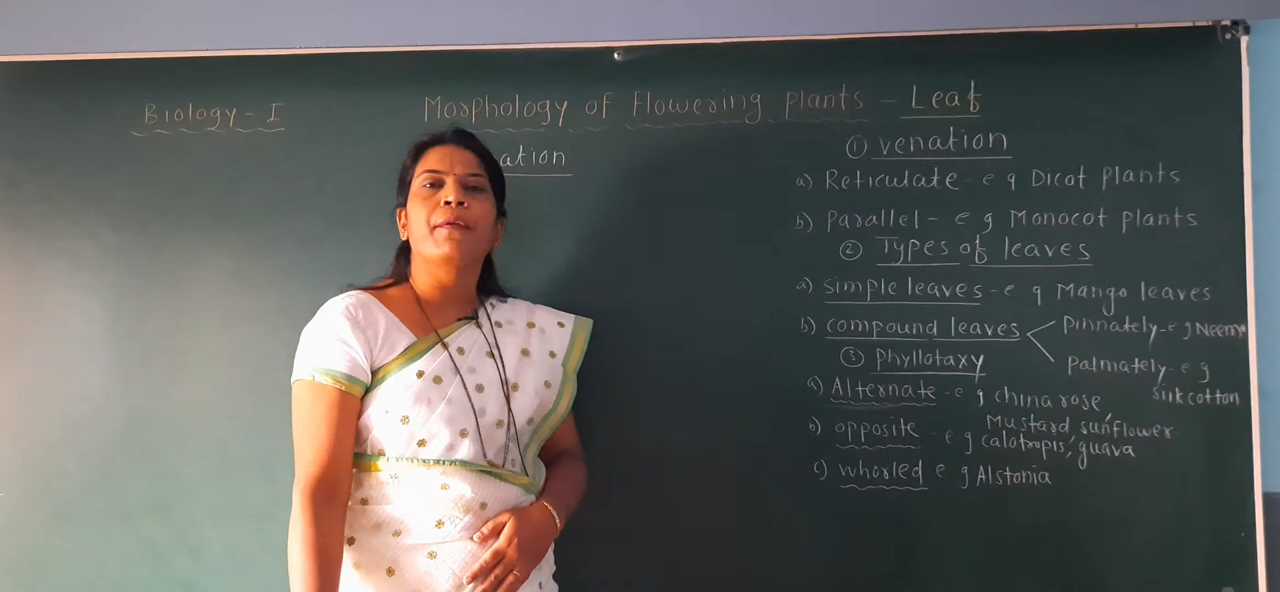 Biology - I
Morphology of Flowering plants - Leaf
ation
① venation
a) Reticulate - e g Dicot plants
b) Parallel - e g Monocot plants
② Types of leaves
a) simple leaves - e g Mango leaves
b) compound leaves
Pinnately - e g Neem
Palmately - e g
silk cotton
③ Phyllotaxy
a) Alternate - e g china rose,
Mustard, sunflower
b) opposite - e g calotropis, guava
c) whorled e g Alstonia